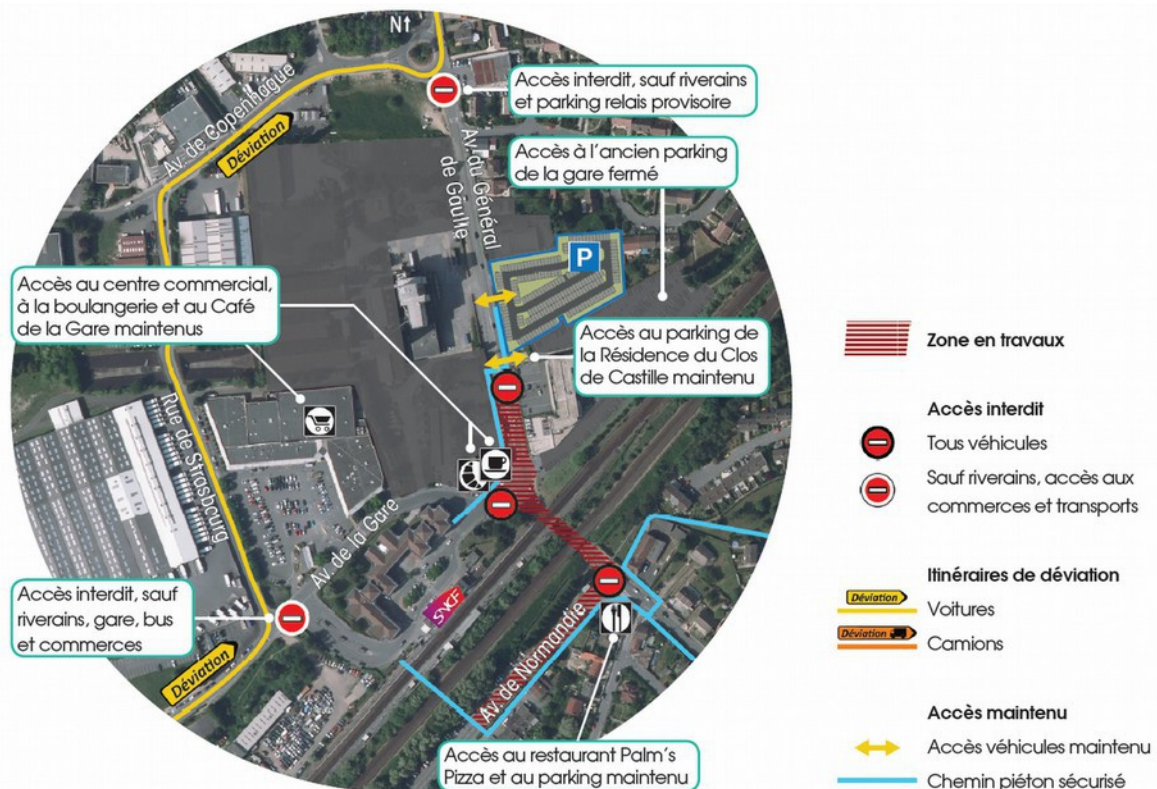 N↑
Accès interdit, sauf riverains
et parking relais provisoire
Av. de Copenhague
Déviation
Av. du Général
de Gaulle
Accès à l'ancien parking
de la gare fermé
P
Accès au centre commercial,
à la boulangerie et au Café
de la Gare maintenus
Accès au parking de
la Résidence du Clos
de Castille maintenu
Rue de Strasbourg
Av. de la Gare
SNCF
Accès interdit, sauf
riverains, gare, bus
et commerces
Déviation
Av. de Normandie
Accès au restaurant Palm's
Pizza et au parking maintenu
Zone en travaux
Accès interdit
Tous véhicules
Sauf riverains, accès aux
commerces et transports
Itinéraires de déviation
Déviation
Voitures
Déviation
Camions
Accès maintenu
Accès véhicules maintenu
Chemin piéton sécurisé